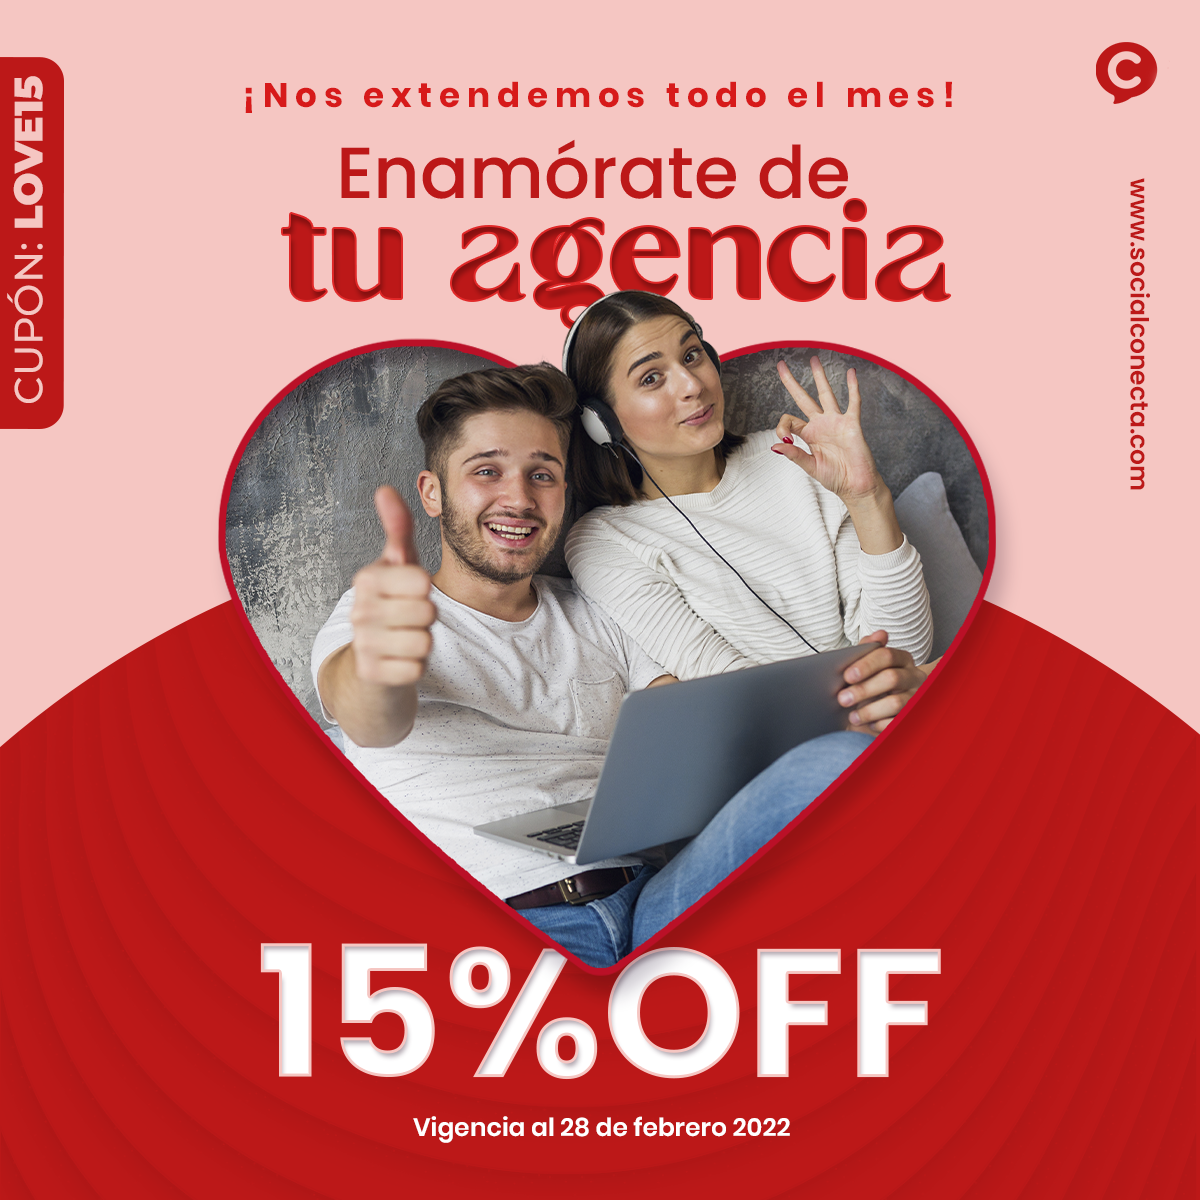 ¡Nos extendemos todo el mes!
Enamórate de
tu agencia
CUPÓN: LOVE15
C
www.socialconecta.com
15%OFF
Vigencia al 28 de febrero 2022